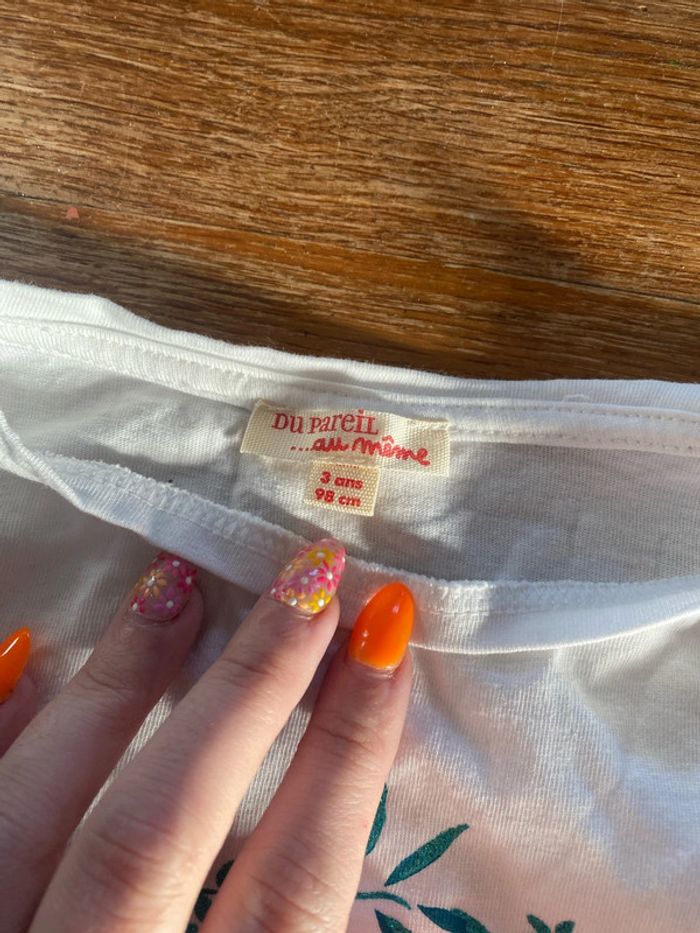 DU PAREIL
...au même
3 ans
98 cm